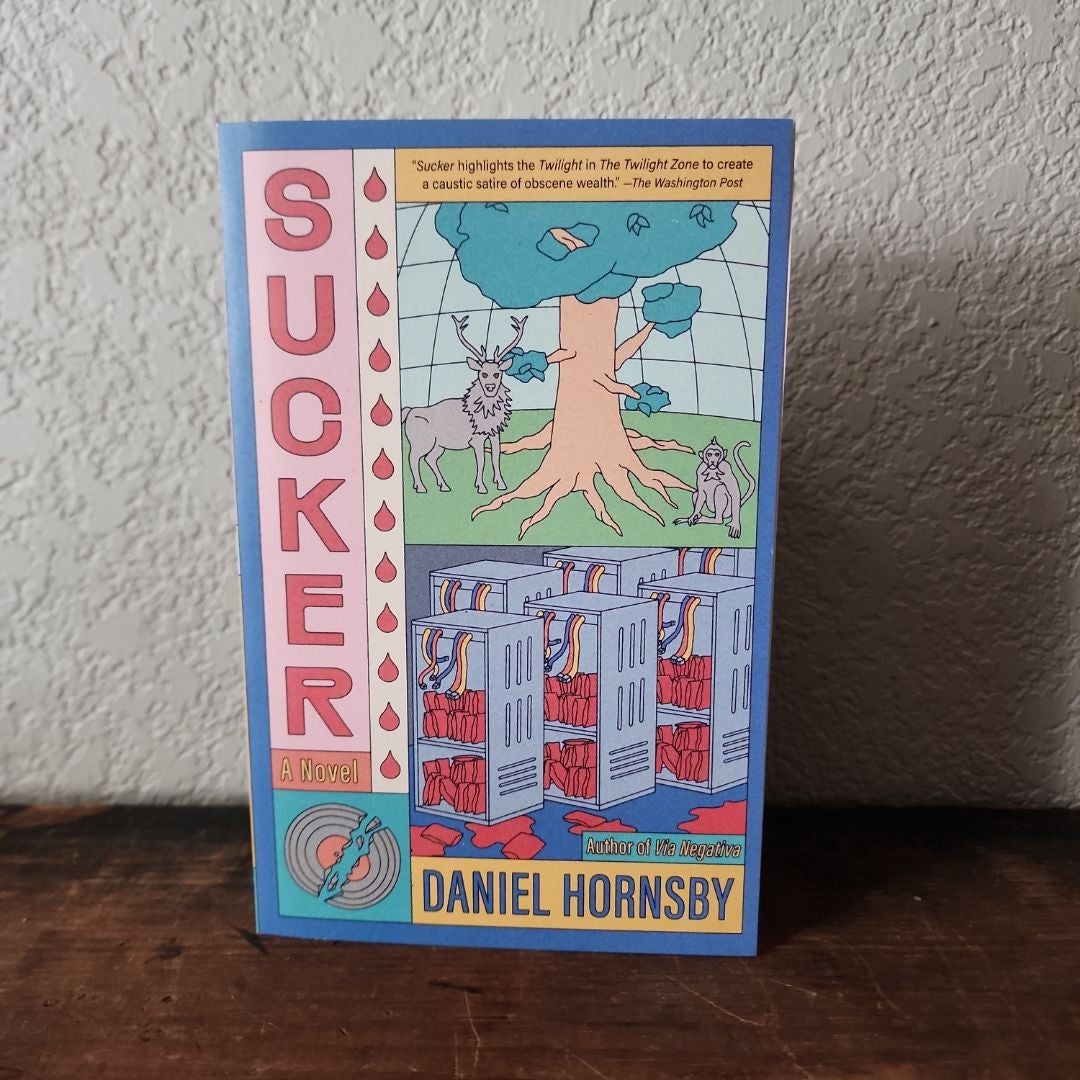 "Sucker highlights the Twilight in The Twilight Zone to create
a caustic satire of obscene wealth." —The Washington Post
SUCKER
A Novel
Author of Via Negativa
DANIEL HORNSBY